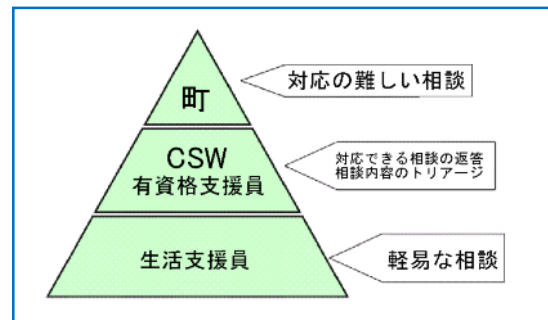 町
対応の難しい相談
CSW
有資格支援員
対応できる相談の返答
相談内容のトリアージ
生活支援員
軽易な相談